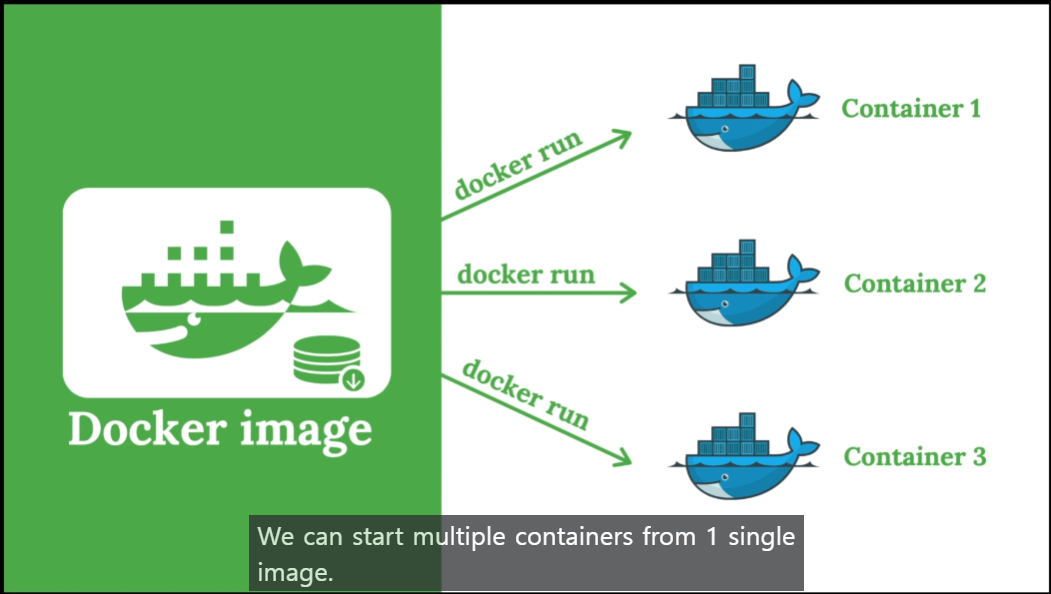 docker run
Container 1
docker run
Container 2
Docker image
docker run
Container 3
We can start multiple containers from 1 single
image.